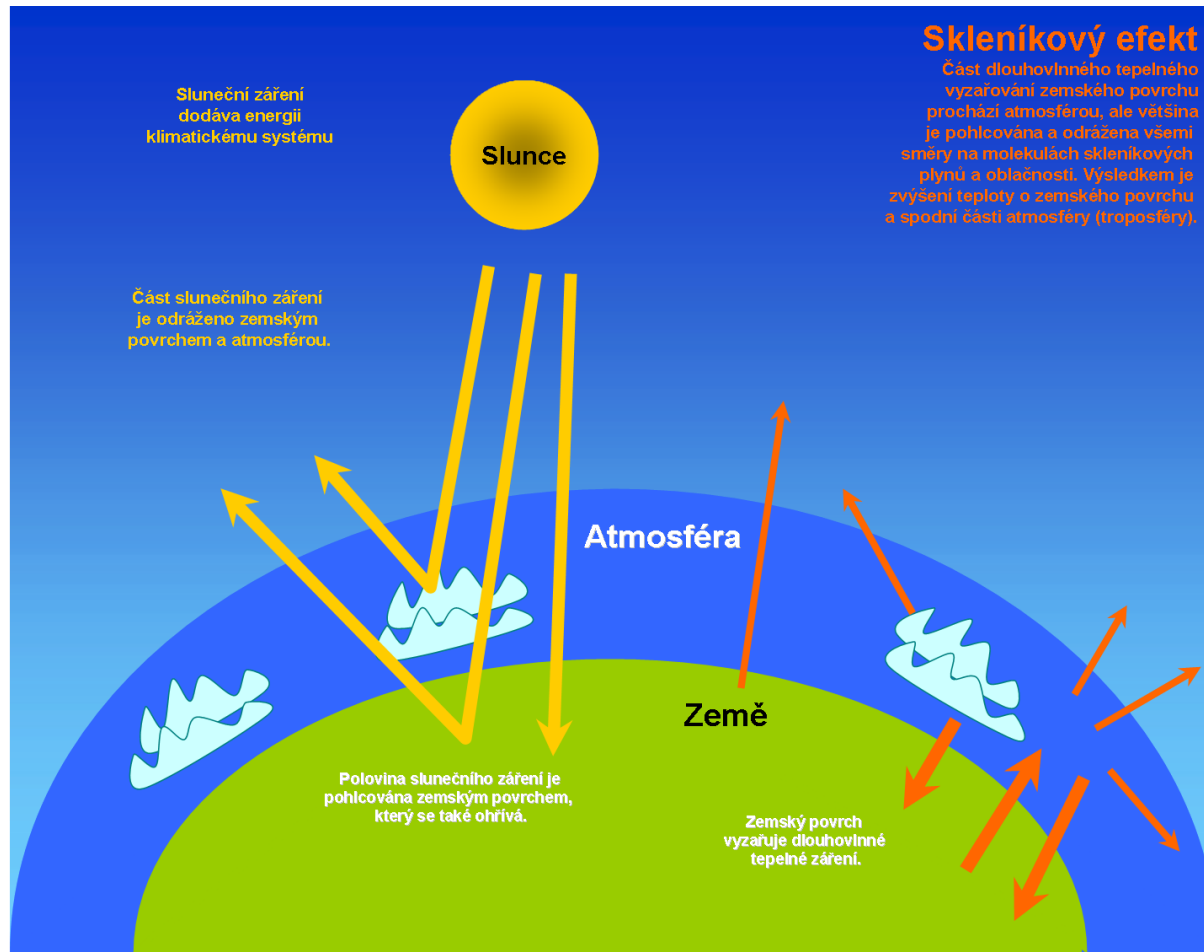 Skleníkový efekt
Část dlouhovlnného tepelného
vyzařování zemského povrchu
prochází atmosférou, ale většina
je pohlcována a odrážena všemi
směry na molekulách skleníkových
plynů a oblačnosti. Výsledkem je
zvýšení teploty o zemského povrchu
a spodní části atmosféry (troposféry).
Sluneční záření
dodáva energii
klimatickému systému
Slunce
Část slunečního záření
je odráženo zemským
povrchem a atmosférou.
Atmosféra
Země
Polovina slunečního záření je
pohlcována zemským povrchem,
který se také ohřívá.
Zemský povrch
vyzařuje dlouhovlnné
tepelné záření.